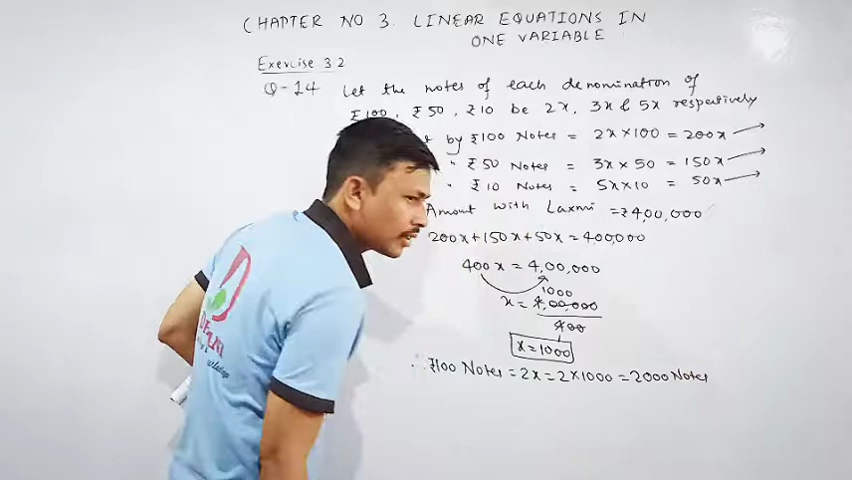 CHAPTER NO 3. LINEAR EQUATIONS IN
ONE VARIABLE
Exercise 3.2
Q-14 Let the notes of each denomination of
₹100, ₹50, ₹10 be 2x, 3x & 5x respectively
by ₹100 Notes = 2x×100 = 200x
" ₹50 Notes = 3x×50 = 150x
" ₹10 Notes = 5x×10 = 50x
Amount with Laxmi = ₹400,000
200x+150x+50x=400,000
400x = 4,00,000
1000
x = 4,00,000
400
x=1000
∴ ₹100 Notes = 2x = 2×1000 = 2000 Notes